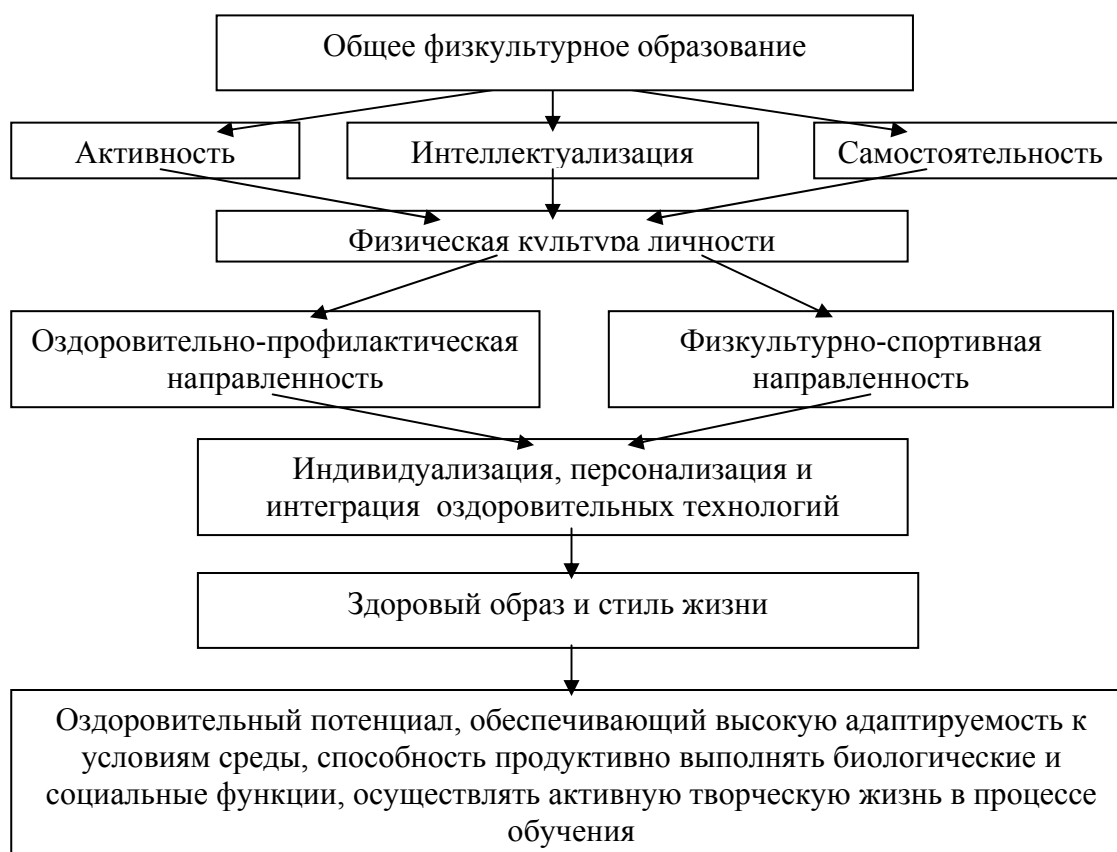 Общее физкультурное образование
Активность
Интеллектуализация
Самостоятельность
Физическая культура личности
Оздоровительно-профилактическая
направленность
Физкультурно-спортивная
направленность
Индивидуализация, персонализация и
интеграция оздоровительных технологий
Здоровый образ и стиль жизни
Оздоровительный потенциал, обеспечивающий высокую адаптируемость к
условиям среды, способность продуктивно выполнять биологические и
социальные функции, осуществлять активную творческую жизнь в процессе
обучения